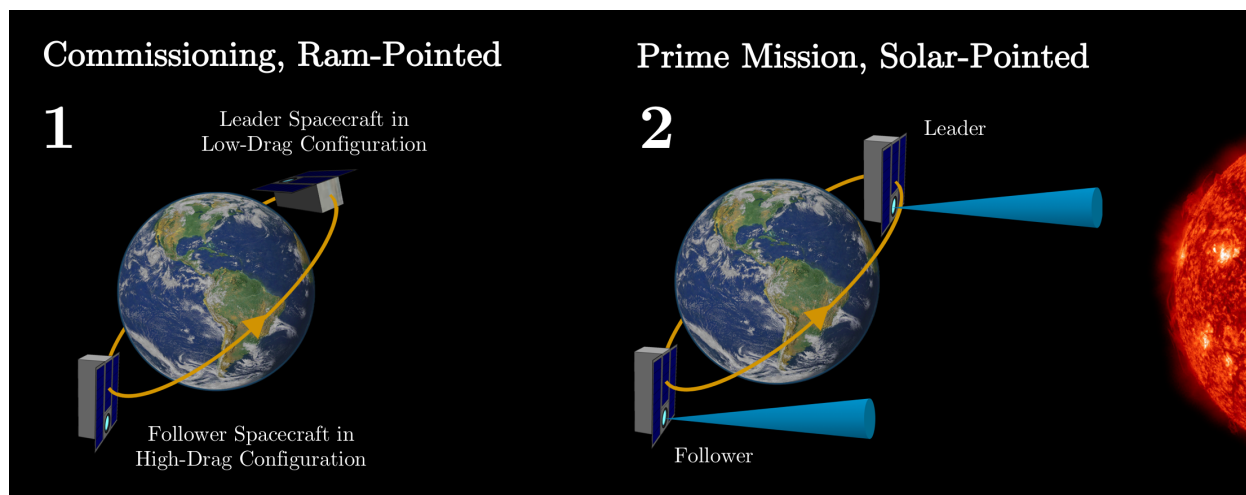 Commissioning, Ram-Pointed
1
Leader Spacecraft in
Low-Drag Configuration
Follower Spacecraft in
High-Drag Configuration
Prime Mission, Solar-Pointed
2
Leader
Follower